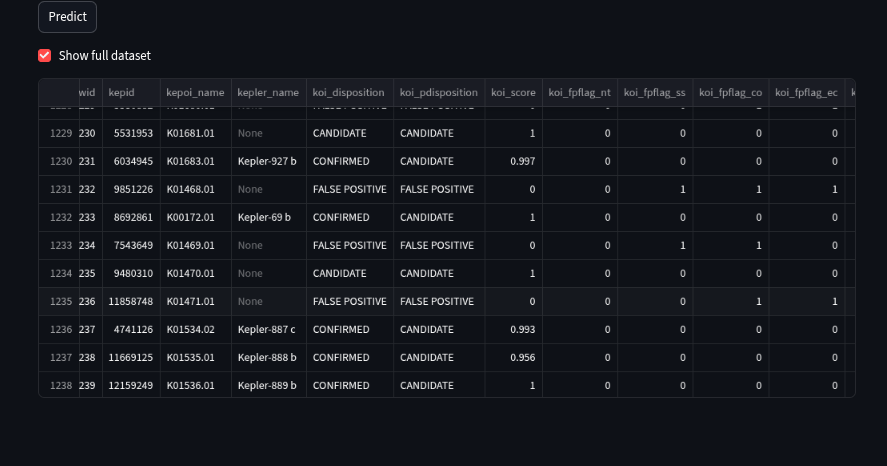 Predict
Show full dataset
wid kepid kepoi_name kepler_name koi_disposition koi_pdisposition koi_score koi_fpflag_nt koi_fpflag_ss koi_fpflag_co koi_fpflag_ec k
1229 230 5531953 K01681.01 None CANDIDATE CANDIDATE 1 0 0 0 0
1230 231 6034945 K01683.01 Kepler-927 b CONFIRMED CANDIDATE 0.997 0 0 0 0
1231 232 9851226 K01468.01 None FALSE POSITIVE FALSE POSITIVE 0 0 1 1 1
1232 233 8692861 K00172.01 Kepler-69 b CONFIRMED CANDIDATE 1 0 0 0 0
1233 234 7543649 K01469.01 None FALSE POSITIVE FALSE POSITIVE 0 0 1 1 0
1234 235 9480310 K01470.01 None CANDIDATE CANDIDATE 1 0 0 0 0
1235 236 11858748 K01471.01 None FALSE POSITIVE FALSE POSITIVE 0 0 0 1 1
1236 237 4741126 K01534.02 Kepler-887 c CONFIRMED CANDIDATE 0.993 0 0 0 0
1237 238 11669125 K01535.01 Kepler-888 b CONFIRMED CANDIDATE 0.956 0 0 0 0
1238 239 12159249 K01536.01 Kepler-889 b CONFIRMED CANDIDATE 1 0 0 0 0